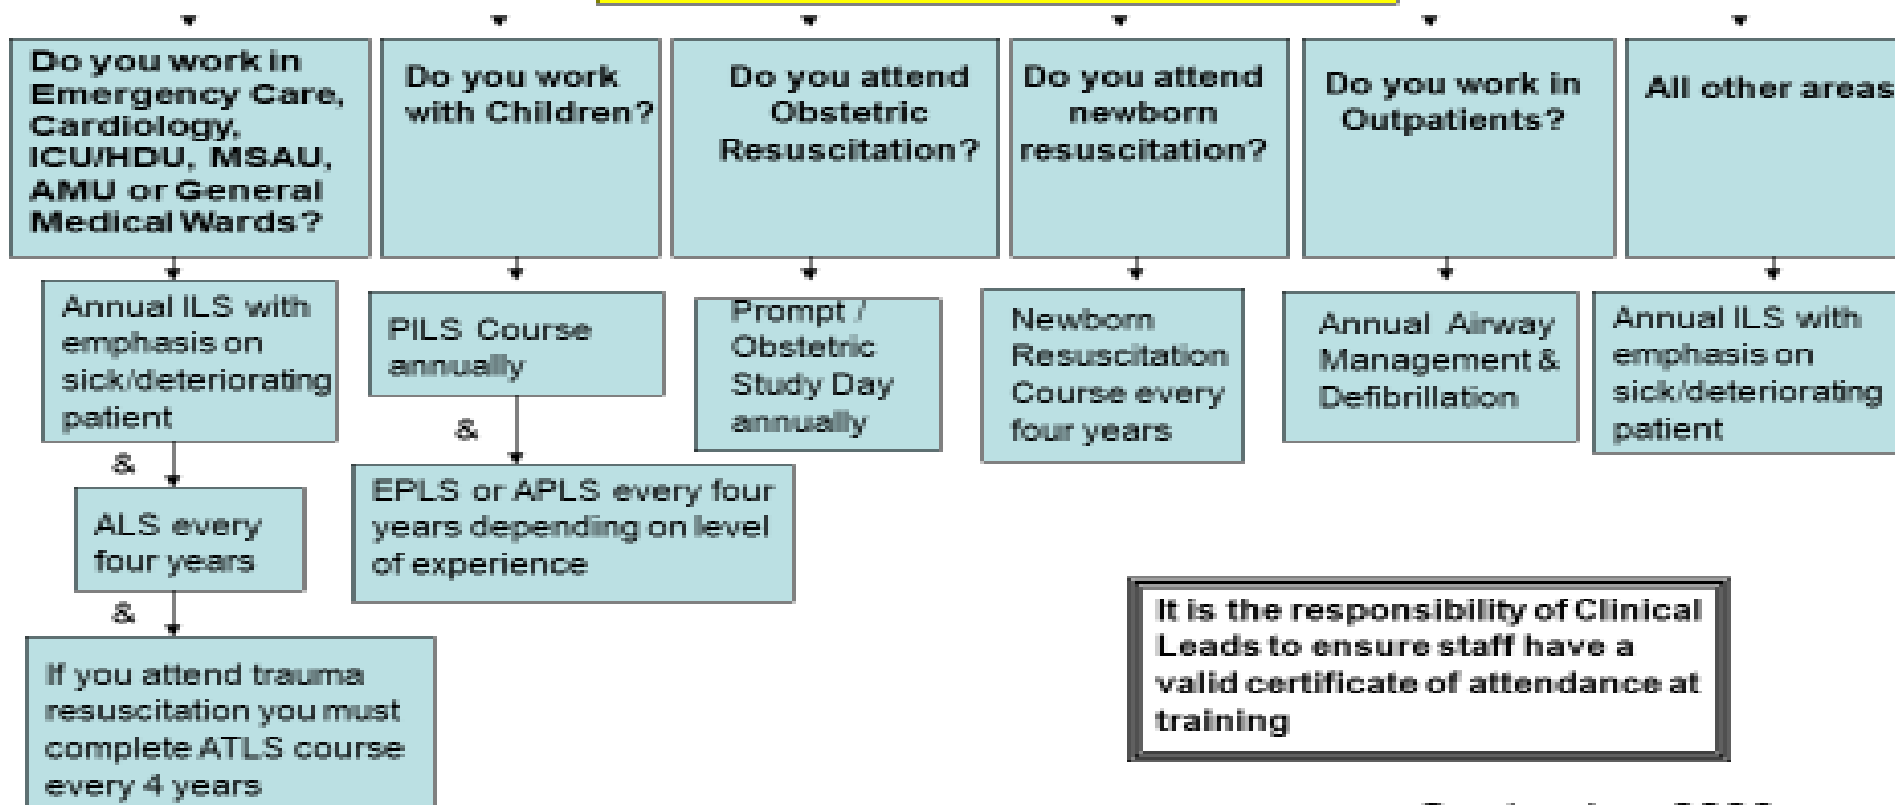 Do you work in
Emergency Care,
Cardiology,
ICU/HDU, MSAU,
AMU or General
Medical Wards?
Do you work
with Children?
Do you attend
Obstetric
Resuscitation?
Do you attend
newborn
resuscitation?
Do you work in
Outpatients?
All other areas
Annual ILS with
emphasis on
sick/deteriorating
patient
&
ALS every
four years
&
If you attend trauma
resuscitation you must
complete ATLS course
every 4 years
PILS Course
annually
&
EPLS or APLS every four
years depending on level
of experience
Prompt /
Obstetric
Study Day
annually
Newborn
Resuscitation
Course every
four years
Annual Airway
Management &
Defibrillation
Annual ILS with
emphasis on
sick/deteriorating
patient
It is the responsibility of Clinical
Leads to ensure staff have a
valid certificate of attendance at
training